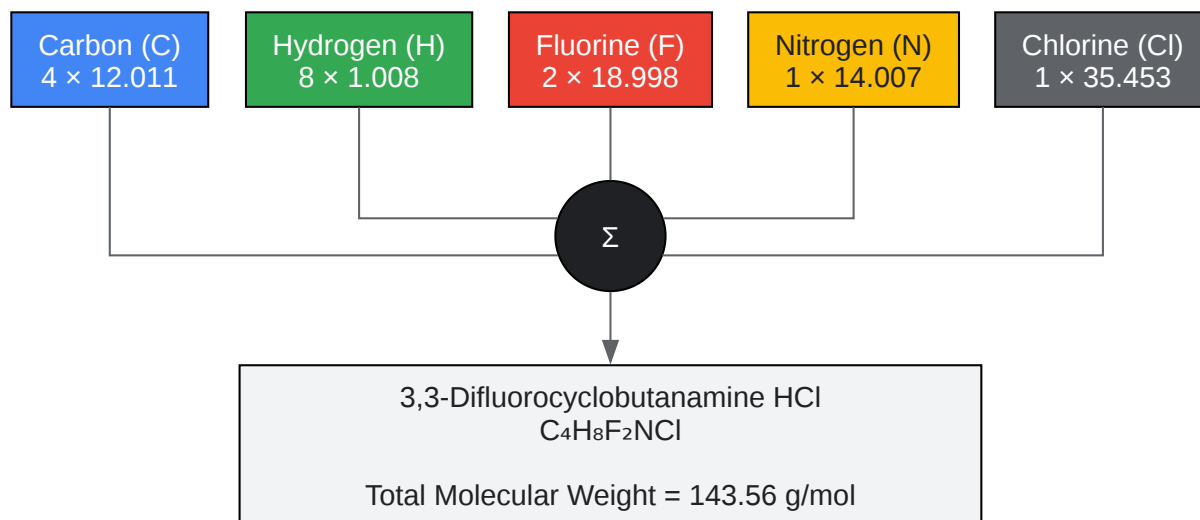 Carbon (C)
4 × 12.011
Hydrogen (H)
8 × 1.008
Fluorine (F)
2 × 18.998
Nitrogen (N)
1 × 14.007
Chlorine (Cl)
1 × 35.453
Σ
3,3-Difluorocyclobutanamine HCl
C₄H₈F₂NCl
Total Molecular Weight = 143.56 g/mol